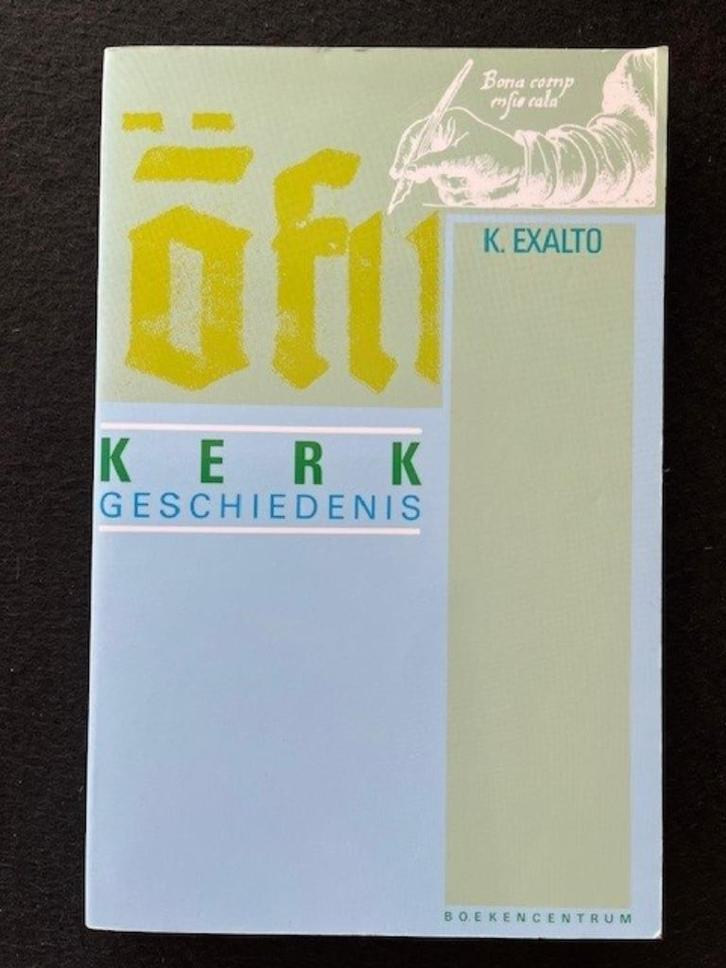 Bona comp
K. EXALTO
KERK
GESCHIEDENIS
BOEKENCENTRUM